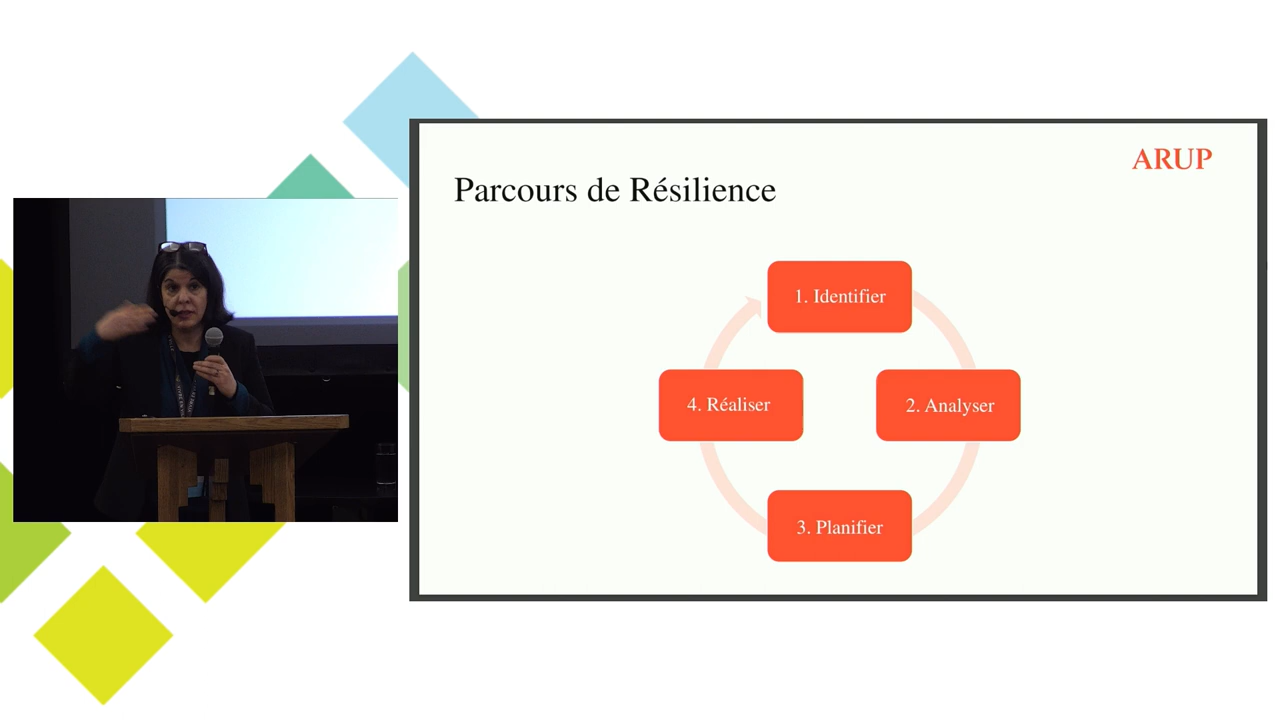 ARUP
Parcours de Résilience
1. Identifier
2. Analyser
3. Planifier
4. Réaliser